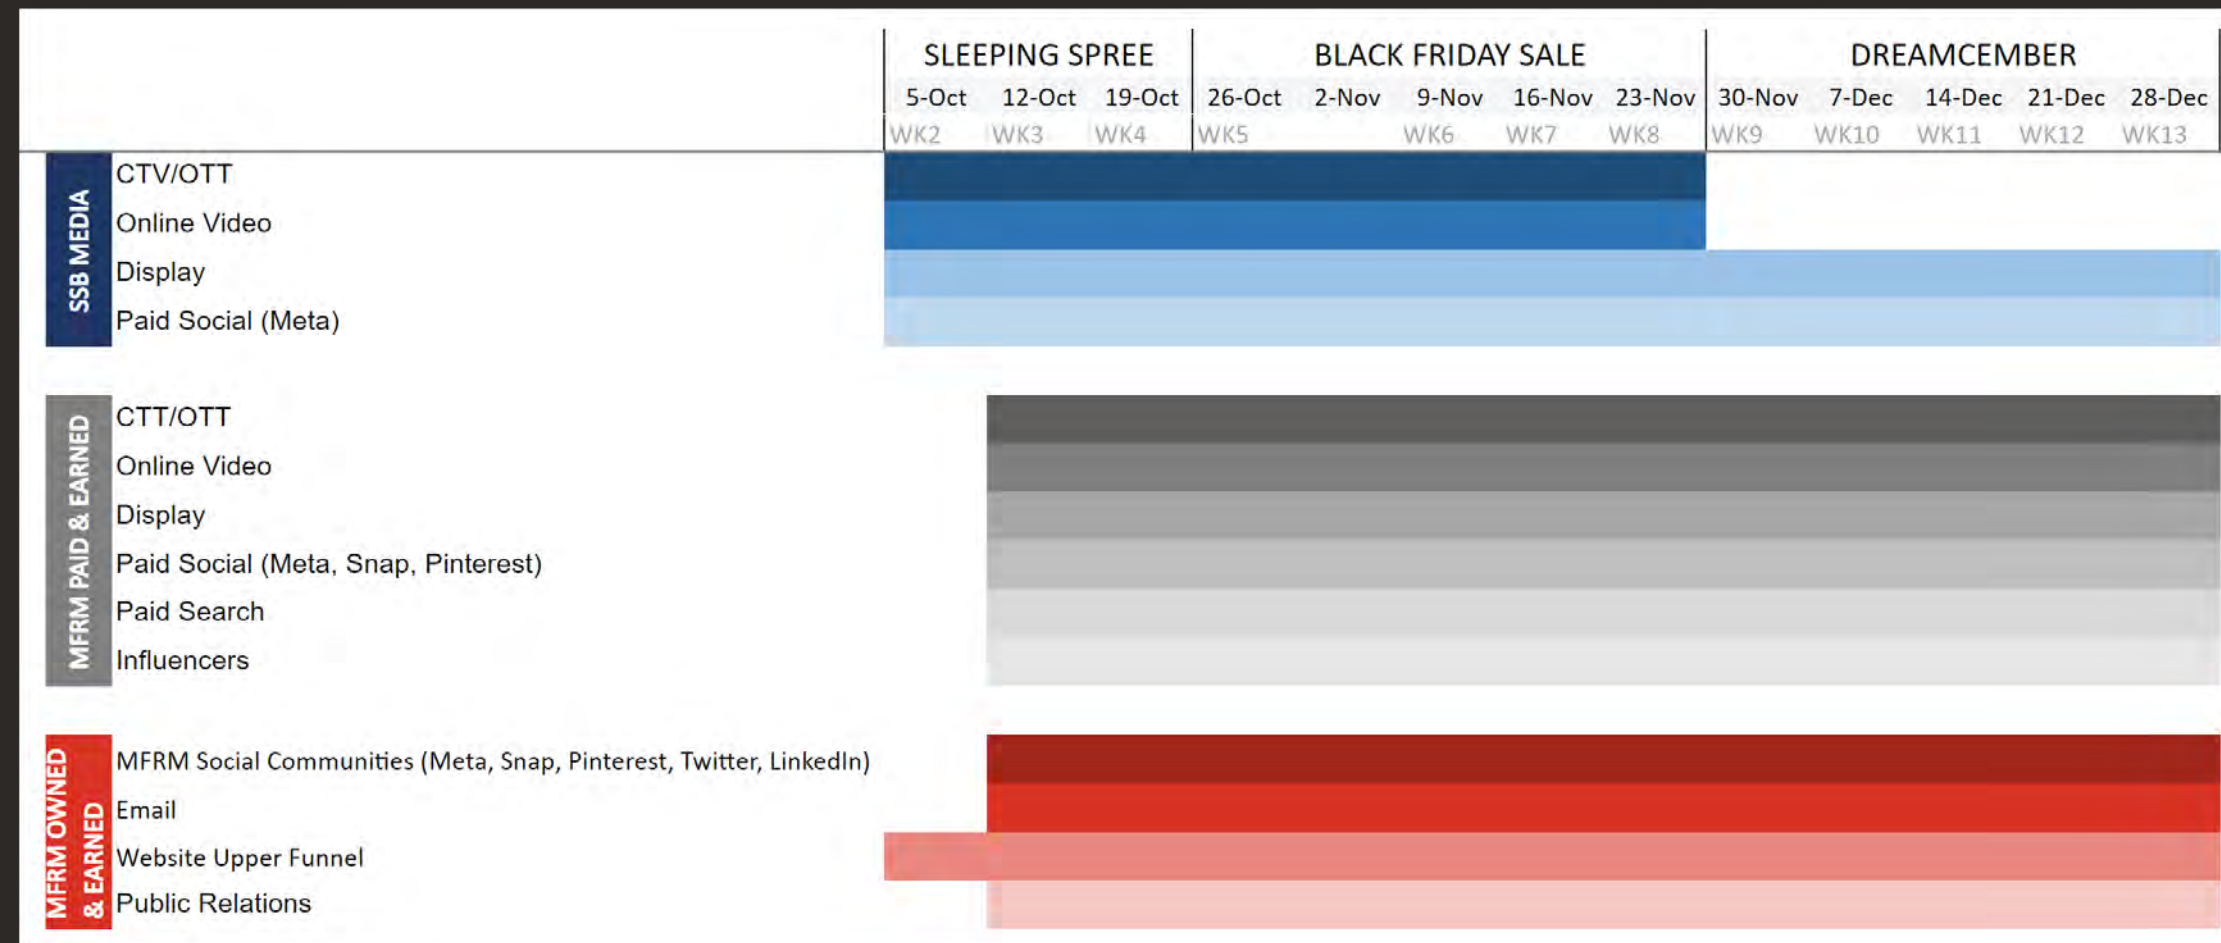 SLEEPING SPREE BLACK FRIDAY SALE DREAMCEMBER
5-Oct 12-Oct 19-Oct 26-Oct 2-Nov 9-Nov 16-Nov 23-Nov 30-Nov 7-Dec 14-Dec 21-Dec 28-Dec
WK2 WK3 WK4 WK5 WK6 WK7 WK8 WK9 WK10 WK11 WK12 WK13
SSB MEDIA
CTV/OTT
Online Video
Display
Paid Social (Meta)
MFRM PAID & EARNED
CTT/OTT
Online Video
Display
Paid Social (Meta, Snap, Pinterest)
Paid Search
Influencers
MFRM OWNED
& EARNED
MFRM Social Communities (Meta, Snap, Pinterest, Twitter, LinkedIn)
Email
Website Upper Funnel
Public Relations